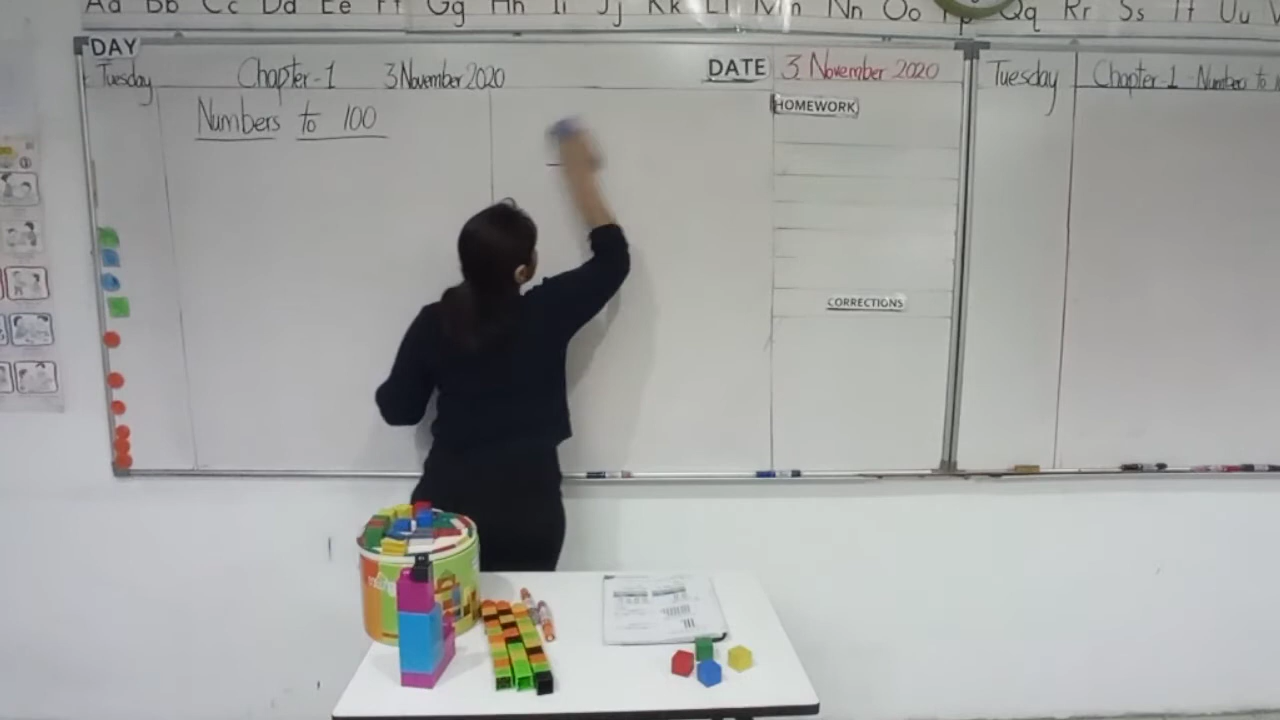 Aa Bb Cc Dd Ee Ff Gg Hh Ii Jj Kk Ll Mm Nn Oo Pp Qq Rr Ss Tt Uu
DAY
Tuesday Chapter-1 3 November 2020 DATE 3 November 2020
Numbers to 100
HOMEWORK
CORRECTIONS
Tuesday Chapter 1 - Numbers to